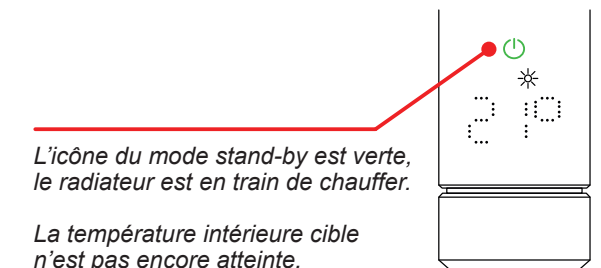 21°
L'icône du mode stand-by est verte,
le radiateur est en train de chauffer.
La température intérieure cible
n'est pas encore atteinte.